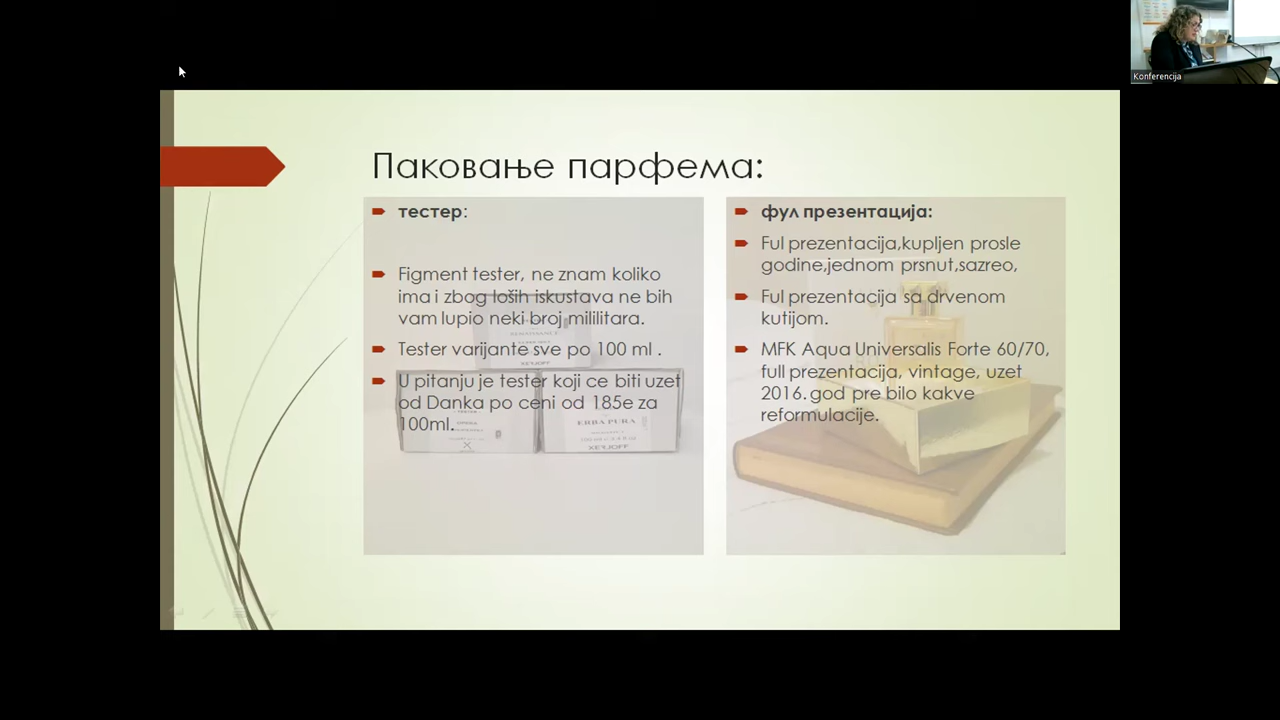 Konferencija
Паковање парфема:
тестер:
Figment tester, ne znam koliko
ima i zbog loših iskustava ne bih
vam lupio neki broj mililitara.
Tester varijante sve po 100 ml .
U pitanju je tester koji ce biti uzet
od Danka po ceni od 185e za
100ml.
ERBA PURA
XERJOFF
фул презентација:
Ful prezentacija,kupljen prosle
godine,jednom prsnut,sazreo,
Ful prezentacija sa drvenom
kutijom.
MFK Aqua Universalis Forte 60/70,
full prezentacija, vintage, uzet
2016.god pre bilo kakve
reformulacije.